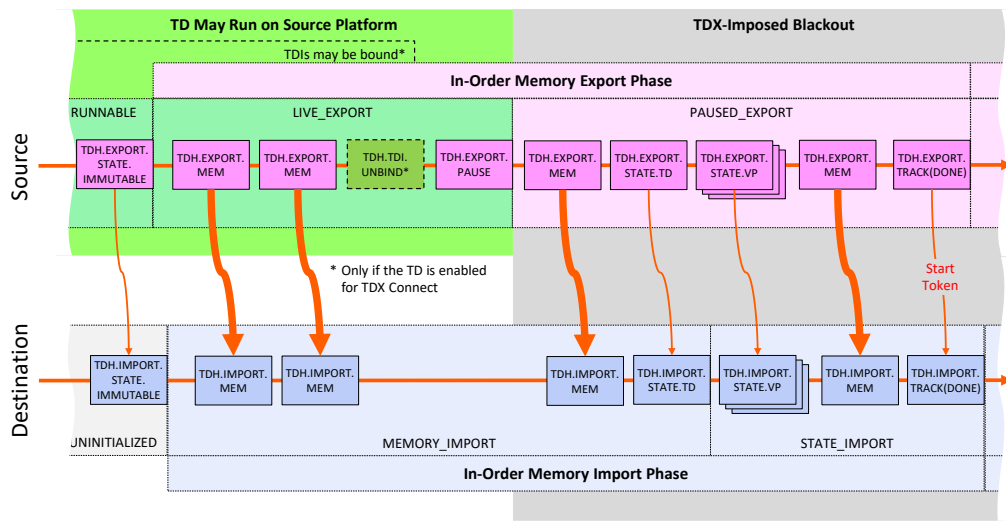 TD May Run on Source Platform
TDX-Imposed Blackout
TDIs may be bound*
In-Order Memory Export Phase
RUNNABLE
LIVE_EXPORT
PAUSED_EXPORT
Source
TDH.EXPORT.
STATE.
IMMUTABLE
TDH.EXPORT.
MEM
TDH.EXPORT.
MEM
TDH.TDI.
UNBIND*
TDH.EXPORT.
PAUSE
TDH.EXPORT.
MEM
TDH.EXPORT.
STATE.TD
TDH.EXPORT.
STATE.VP
TDH.EXPORT.
MEM
TDH.EXPORT.
TRACK(DONE)
* Only if the TD is enabled
for TDX Connect
Start
Token
Destination
TDH.IMPORT.
STATE.
IMMUTABLE
TDH.IMPORT.
MEM
TDH.IMPORT.
MEM
TDH.IMPORT.
MEM
TDH.IMPORT.
STATE.TD
TDH.IMPORT.
STATE.VP
TDH.IMPORT.
MEM
TDH.IMPORT.
TRACK(DONE)
UNINITIALIZED
MEMORY_IMPORT
STATE_IMPORT
In-Order Memory Import Phase